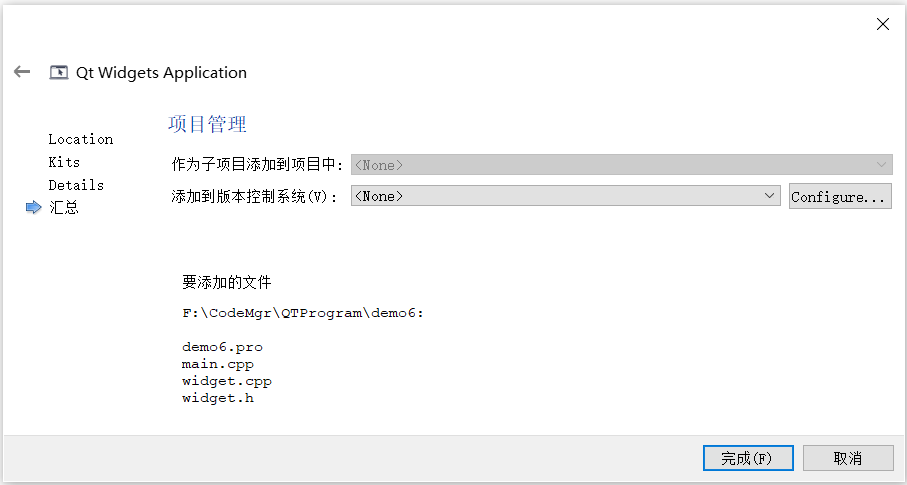 Qt Widgets Application
Location
Kits
Details
汇总
项目管理
作为子项目添加到项目中: <None>
添加到版本控制系统(V): <None> Configure...
要添加的文件
F:\CodeMgr\QTProgram\demo6:
demo6.pro
main.cpp
widget.cpp
widget.h
完成(F) 取消